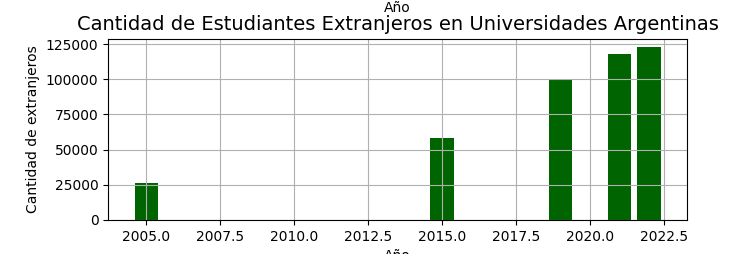 Año
Cantidad de Estudiantes Extranjeros en Universidades Argentinas
Cantidad de extranjeros
125000
100000
75000
50000
25000
0
2005.0 2007.5 2010.0 2012.5 2015.0 2017.5 2020.0 2022.5
Año